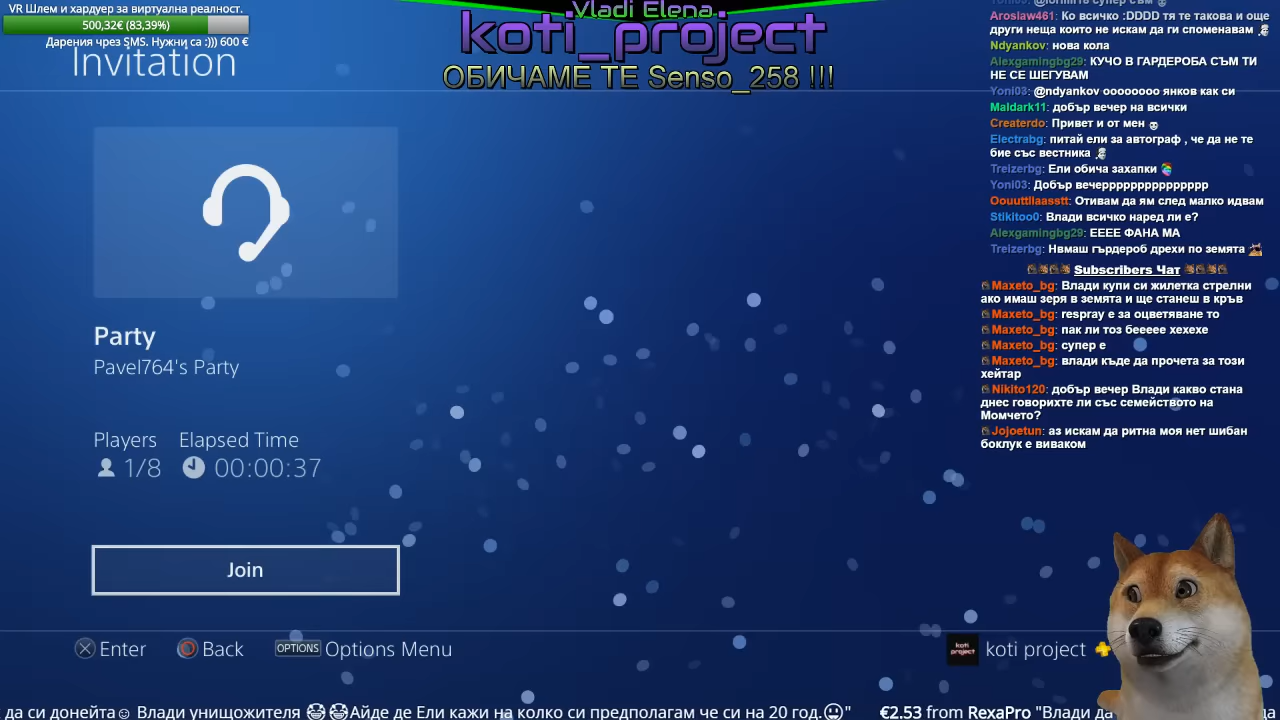 VR Шлем и хардуер за виртуална реалност.
500,32€ (83,39%)
Дарения чрез SMS. Нужни са :))) 600 €
Invitation
Vladi Elena
koti_project
ОБИЧАМЕ ТЕ Senso_258 !!!
Party
Pavel764's Party
Players Elapsed Time
1/8 00:00:37
Join
Enter Back OPTIONS Options Menu
koti project
Aroslaw461: Ко всичко :DDDD тя те такова и още
други неща които не искам да ги споменавам
Ndyankov: нова кола
Alexgamingbg29: КУЧО В ГАРДЕРОБА СЪМ ТИ
НЕ СЕ ШЕГУВАМ
Yoni03: @ndyankov ооооооо янков как си
Maldark11: добър вечер на всички
Createrdo: Привет и от мен
Electrabg: питай ели за автограф , че да не те
бие със вестника
Treizerbg: Ели обича захапки
Yoni03: Добър вечерррррррррррррр
Oouuttllaasstt: Отивам да ям след малко идвам
Stikitoo0: Влади всичко наред ли е?
Alexgamingbg29: ЕЕЕЕ ФАНА МА
Treizerbg: Нвмаш гърдероб дрехи по земята
Subscribers Чат
Maxeto_bg: Влади купи си жилетка стрелни
ако имаш зеря в земята и ще станеш в кръв
Maxeto_bg: respray е за оцветяване то
Maxeto_bg: пак ли тоз беееее хехехе
Maxeto_bg: супер е
Maxeto_bg: влади къде да прочета за този
хейтар
Nikito120: добър вечер Влади какво стана
днес говорихте ли със семейството на
Момчето?
Jojoetun: аз искам да ритна моя нет шибан
боклук е виваком
да си донейта☺ Влади унищожителя 😂😂Айде де Ели кажи на колко си предполагам че си на 20 год.😀" €2.53 from RexaPro "Влади да